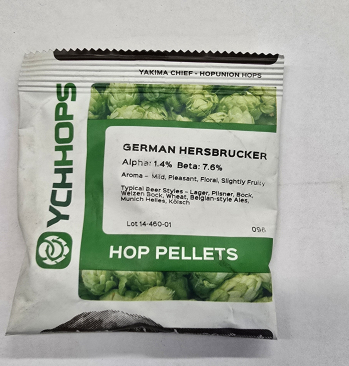 YAKIMA CHIEF - HOPUNION HOPS
YCHHOPS
GERMAN HERSBRUCKER
Alpha: 1.4% Beta: 7.6%
Aroma – Mild, Pleasant, Floral, Slightly Fruity
Typical Beer Styles – Lager, Pilsner, Bock,
Weizen Bock, Wheat, Belgian-style Ales,
Munich Helles, Kölsch
Lot 14-460-01
096
HOP PELLETS